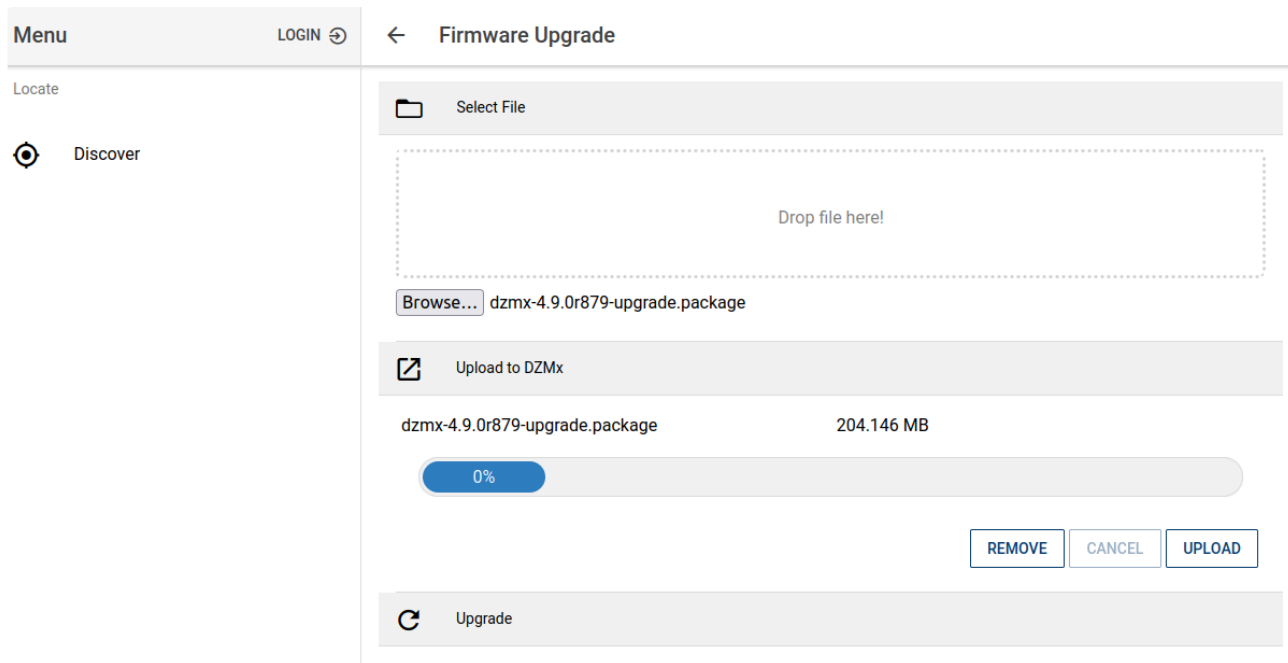 Menu
LOGIN
Locate
Discover
Firmware Upgrade
Select File
Drop file here!
Browse... dzmx-4.9.0r879-upgrade.package
Upload to DZMx
dzmx-4.9.0r879-upgrade.package 204.146 MB
0%
REMOVE CANCEL UPLOAD
Upgrade